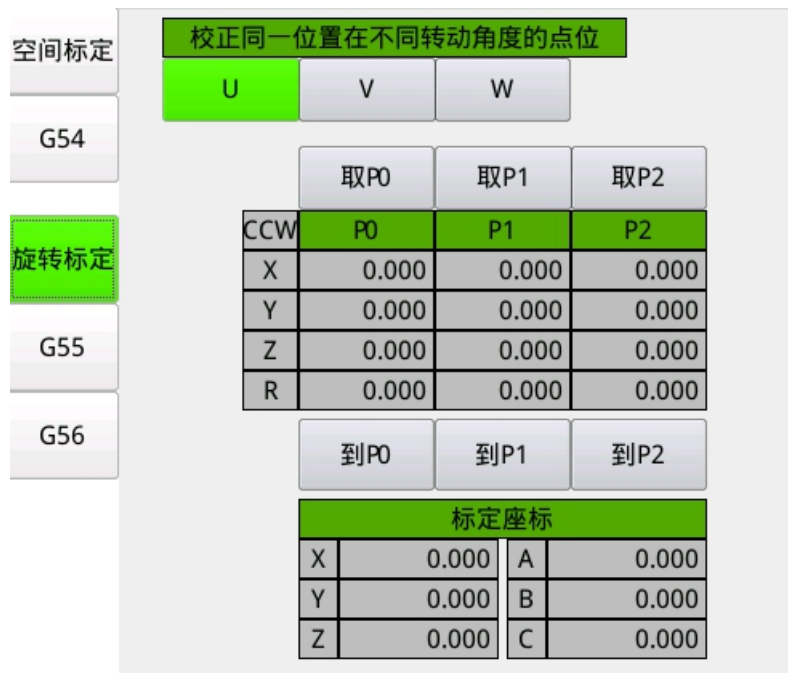 校正同一位置在不同转动角度的点位
空间标定
U V W
G54
取P0 取P1 取P2
CCW P0 P1 P2
旋转标定
X 0.000 0.000 0.000
Y 0.000 0.000 0.000
G55
Z 0.000 0.000 0.000
R 0.000 0.000 0.000
G56
到P0 到P1 到P2
标定座标
X 0.000 A 0.000
Y 0.000 B 0.000
Z 0.000 C 0.000